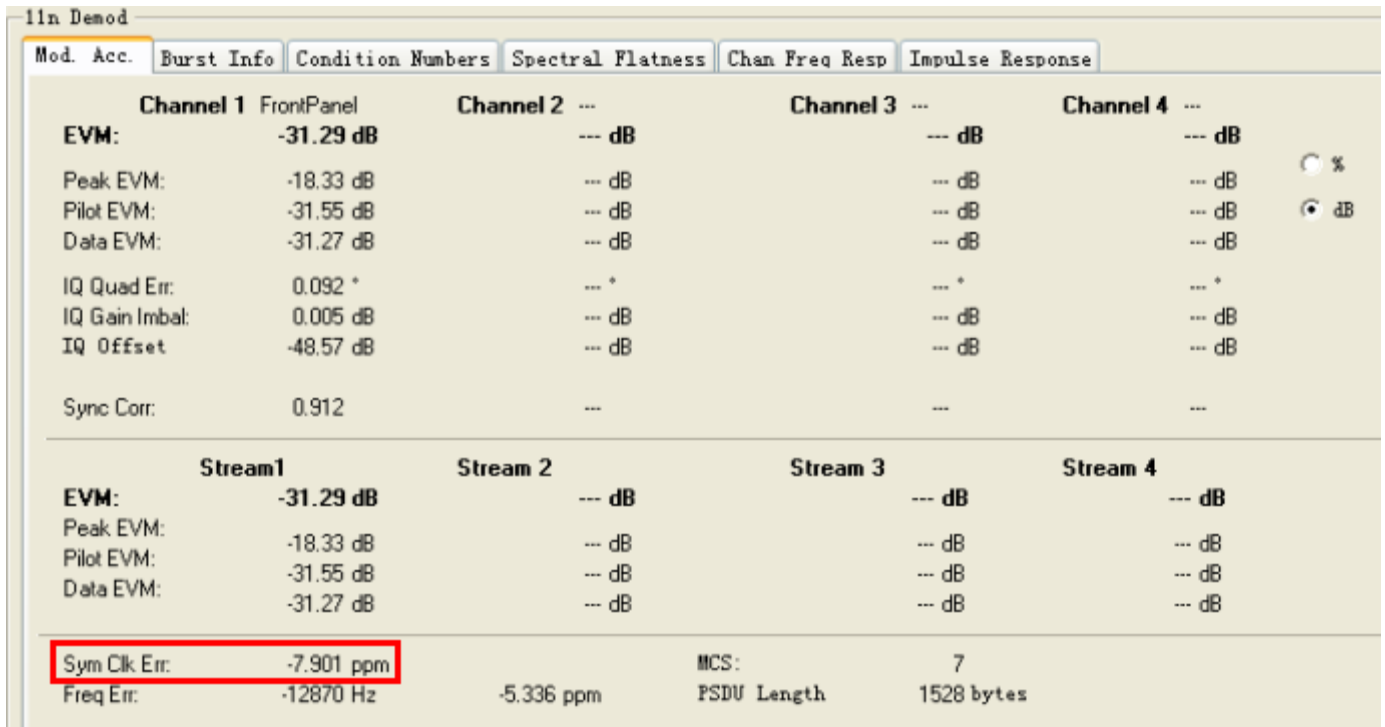 11n Demod
Mod. Acc. Burst Info Condition Numbers Spectral Flatness Chan Freq Resp Impulse Response
Channel 1 FrontPanel Channel 2 --- Channel 3 --- Channel 4 ---
EVM: -31.29 dB --- dB --- dB --- dB
%
Peak EVM: -18.33 dB --- dB --- dB --- dB
Pilot EVM: -31.55 dB --- dB --- dB --- dB dB
Data EVM: -31.27 dB --- dB --- dB --- dB
IQ Quad Err: 0.092 ° --- ° --- ° --- °
IQ Gain Imbal: 0.005 dB --- dB --- dB --- dB
IQ Offset -48.57 dB --- dB --- dB --- dB
Sync Corr: 0.912 --- --- ---
Stream1 Stream 2 Stream 3 Stream 4
EVM: -31.29 dB --- dB --- dB --- dB
Peak EVM: -18.33 dB --- dB --- dB --- dB
Pilot EVM: -31.55 dB --- dB --- dB --- dB
Data EVM: -31.27 dB --- dB --- dB --- dB
Sym Clk Err: -7.901 ppm MCS: 7
Freq Err: -12870 Hz -5.336 ppm PSDU Length 1528 bytes